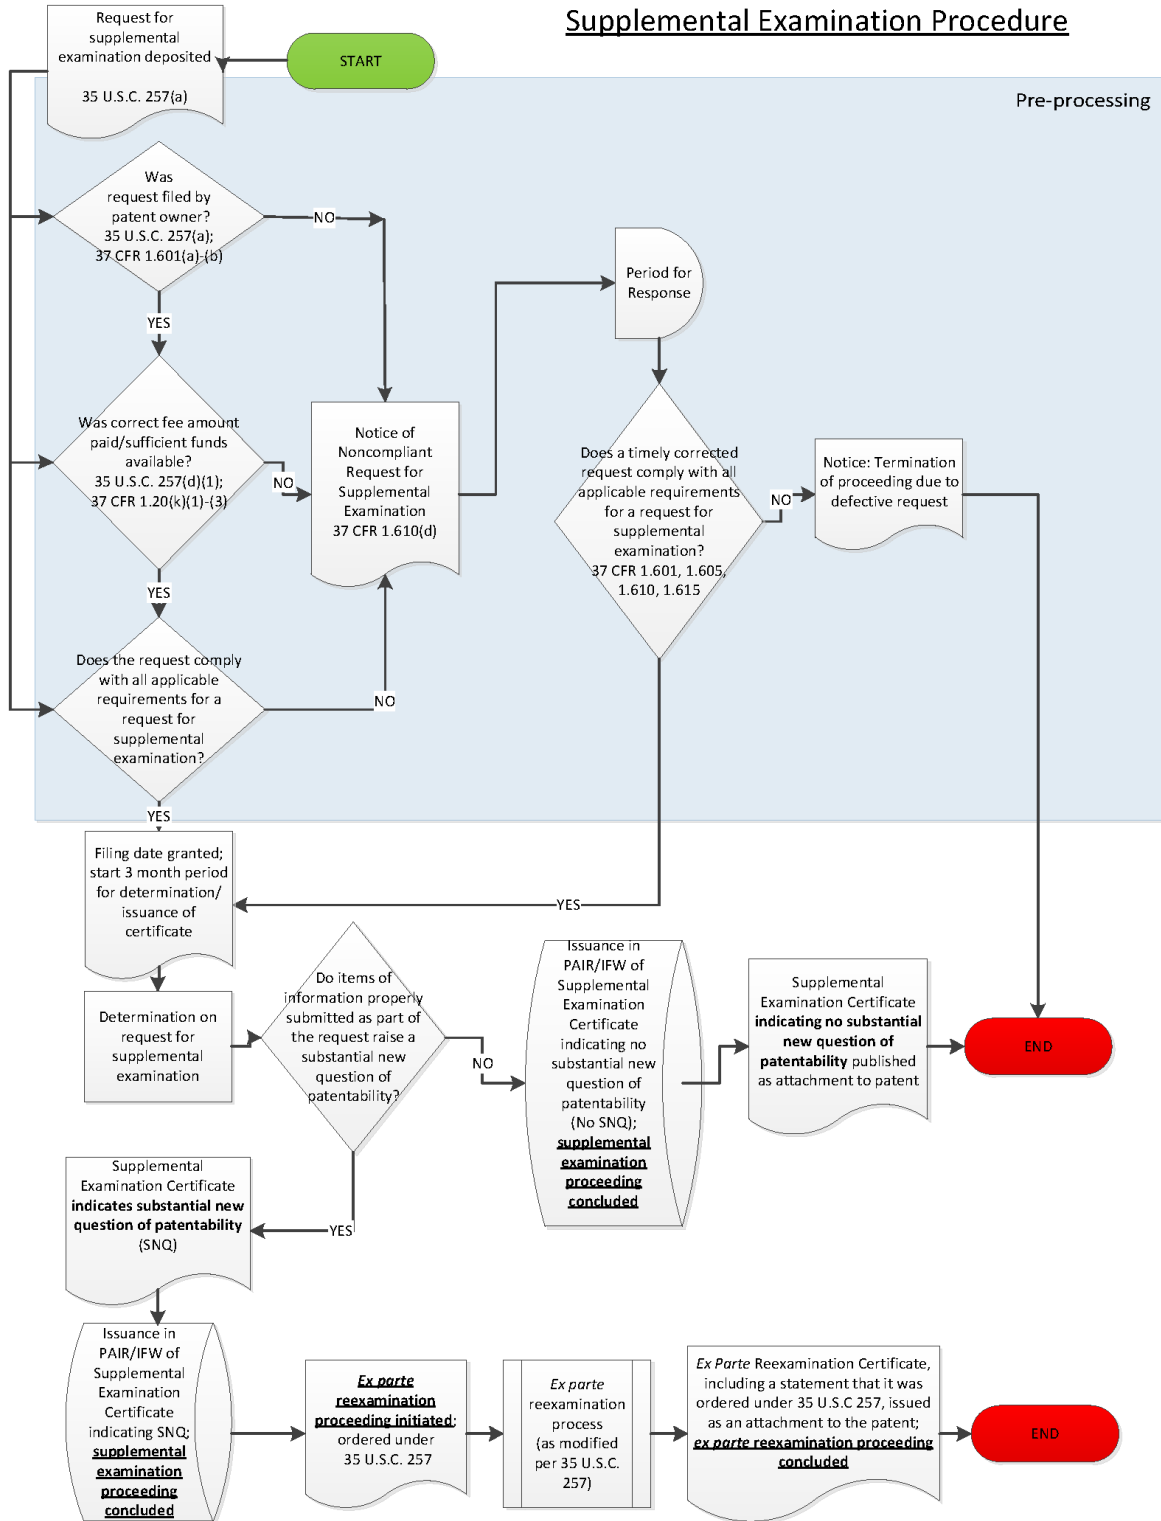 Supplemental Examination Procedure
Request for
supplemental
examination deposited
35 U.S.C. 257(a)
START
Pre-processing
Was
request filed by
patent owner?
35 U.S.C. 257(a);
37 CFR 1.601(a)-(b)
NO
YES
Period for
Response
Was correct fee amount
paid/sufficient funds
available?
35 U.S.C. 257(d)(1);
37 CFR 1.20(k)(1)-(3)
NO
YES
Notice of
Noncompliant
Request for
Supplemental
Examination
37 CFR 1.610(d)
Does a timely corrected
request comply with all
applicable requirements
for a request for
supplemental
examination?
37 CFR 1.601, 1.605,
1.610, 1.615
NO
Notice: Termination
of proceeding due to
defective request
Does the request comply
with all applicable
requirements for a
request for
supplemental
examination?
NO
YES
Filing date granted;
start 3 month period
for determination/
issuance of
certificate
YES
Determination on
request for
supplemental
examination
Do items of
information properly
submitted as part of
the request raise a
substantial new
question of
patentability?
NO
YES
Issuance in
PAIR/IFW of
Supplemental
Examination
Certificate
indicating no
substantial new
question of
patentability
(No SNQ);
supplemental
examination
proceeding
concluded
Supplemental
Examination Certificate
indicating no substantial
new question of
patentability published
as attachment to patent
END
Supplemental
Examination Certificate
indicates substantial new
question of patentability
(SNQ)
Issuance in
PAIR/IFW of
Supplemental
Examination
Certificate
indicating SNQ;
supplemental
examination
proceeding
concluded
Ex parte
reexamination
proceeding initiated;
ordered under
35 U.S.C. 257
Ex parte
reexamination
process
(as modified
per 35 U.S.C.
257)
Ex Parte Reexamination Certificate,
including a statement that it was
ordered under 35 U.S.C 257, issued
as an attachment to the patent;
ex parte reexamination proceeding
concluded
END